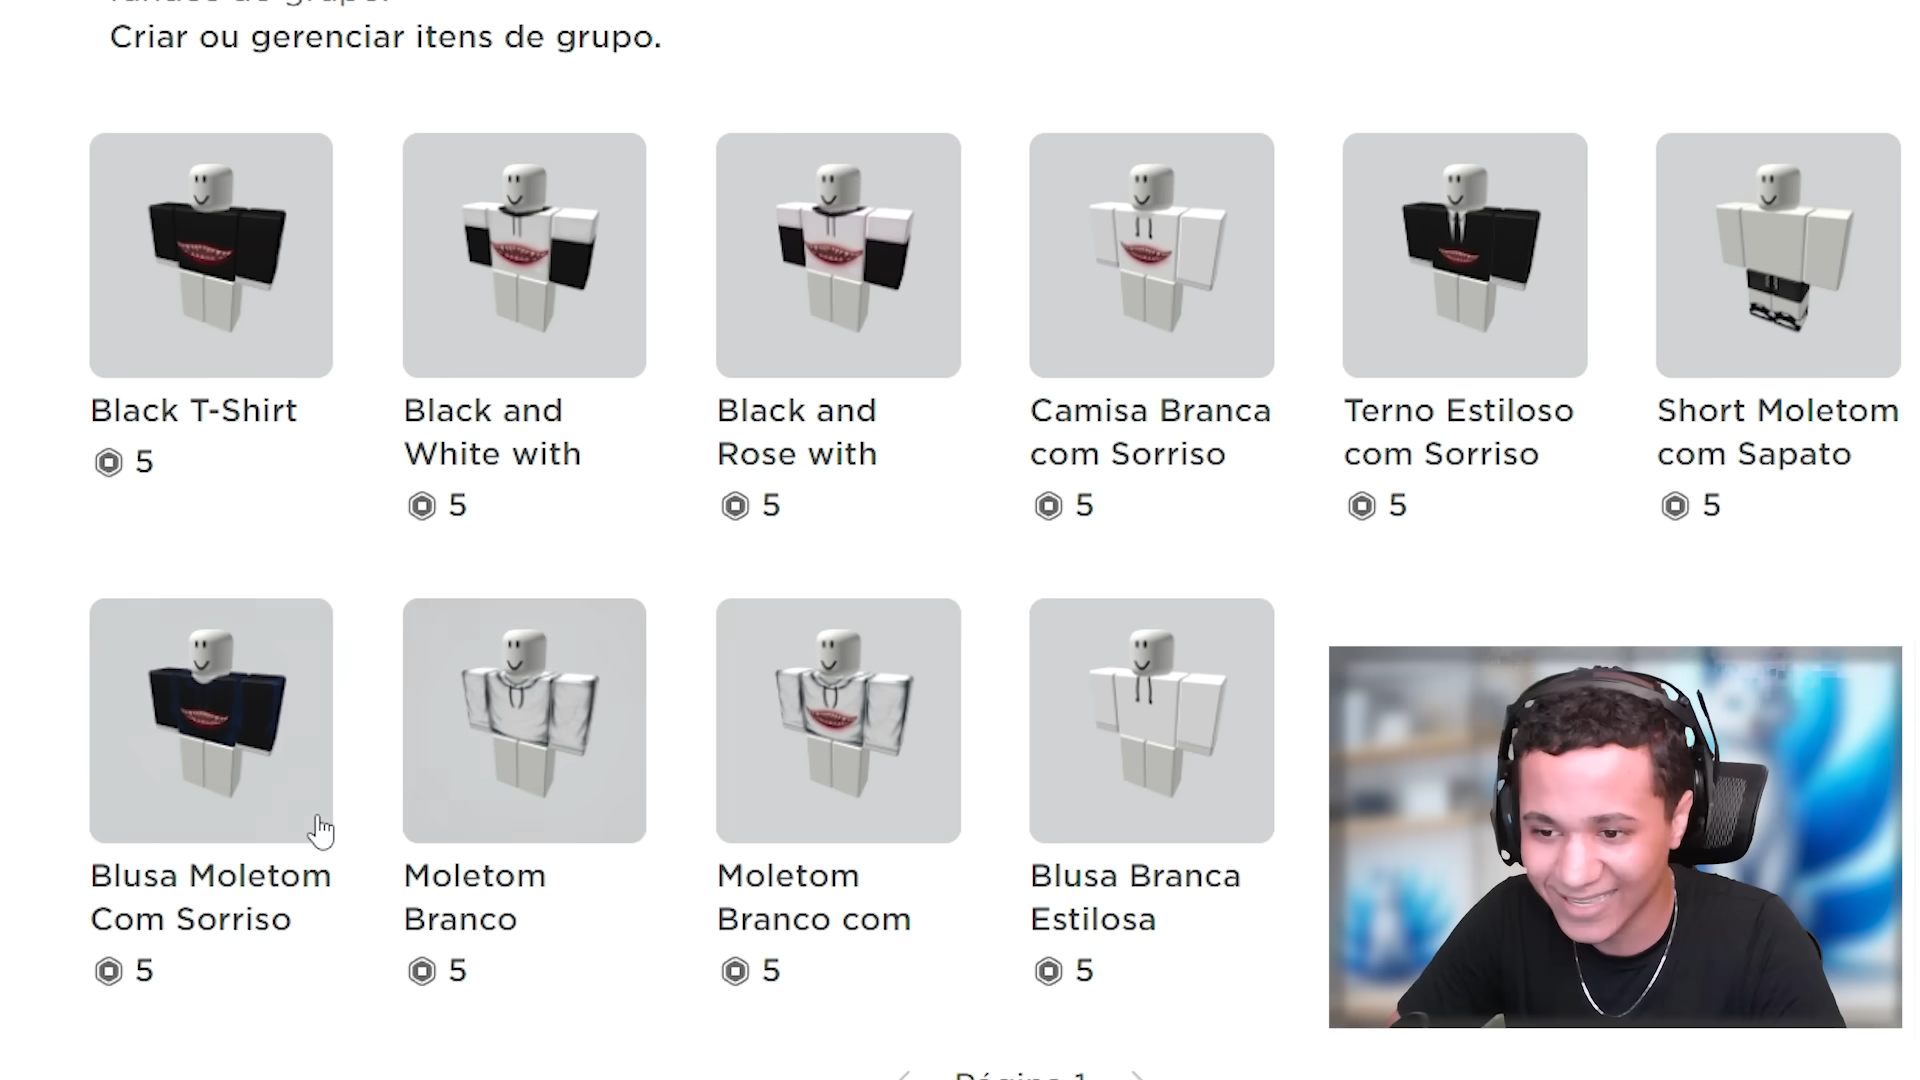 Criar ou gerenciar itens de grupo.
Black T-Shirt
5
Black and
White with
5
Black and
Rose with
5
Camisa Branca
com Sorriso
5
Terno Estiloso
com Sorriso
5
Short Moletom
com Sapato
5
Blusa Moletom
Com Sorriso
5
Moletom
Branco
5
Moletom
Branco com
5
Blusa Branca
Estilosa
5
Página 1